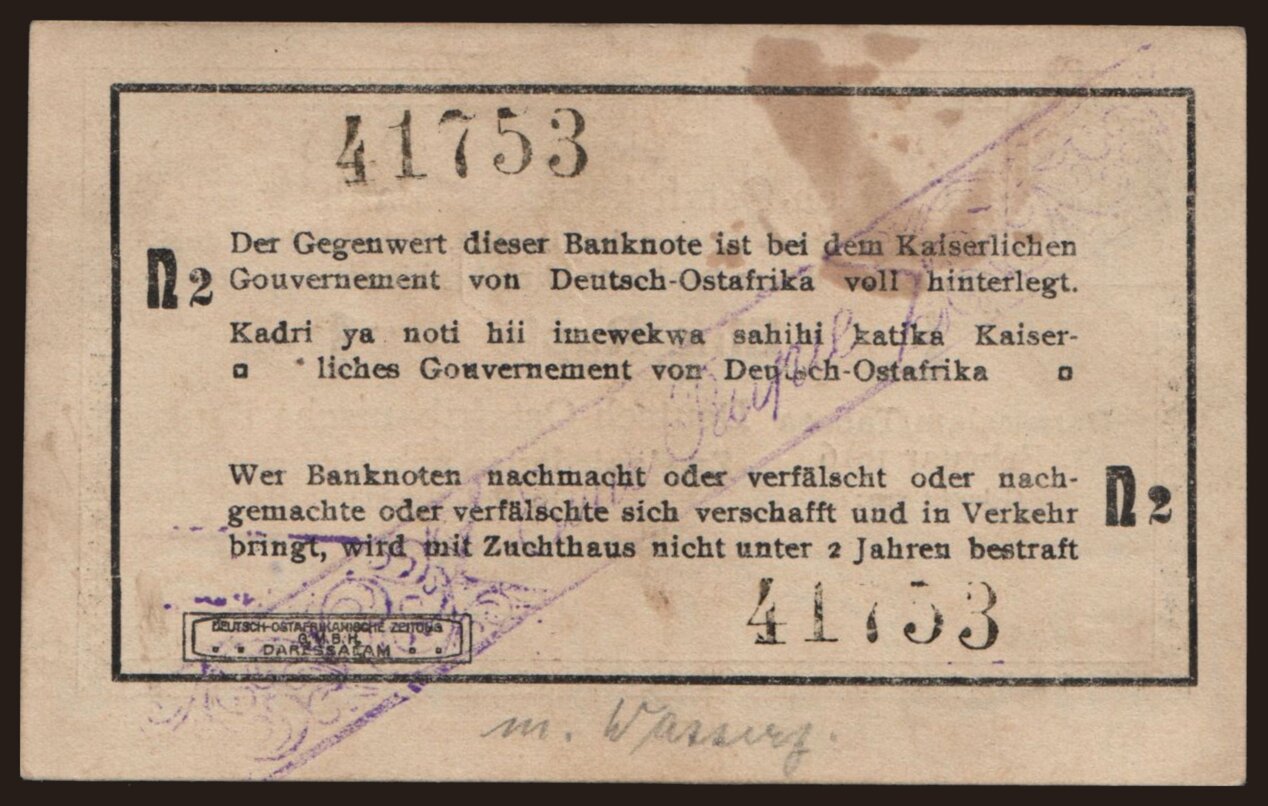 41753
Der Gegenwert dieser Banknote ist bei dem Kaiserlichen
n2 Gouvernement von Deutsch-Ostafrika voll hinterlegt.
Kadri ya noti hii imewekwa sahihi katika Kaiser-
liches Gouvernement von Deutsch-Ostafrika
Wer Banknoten nachmacht oder verfälscht oder nach-
gemachte oder verfälschte sich verschafft und in Verkehr n2
bringt, wird mit Zuchthaus nicht unter 2 Jahren bestraft
41753
DEUTSCH-OSTAFRIKANISCHE ZEITUNG
G.M.B.H.
DARESSALAM
m. Wasserz.